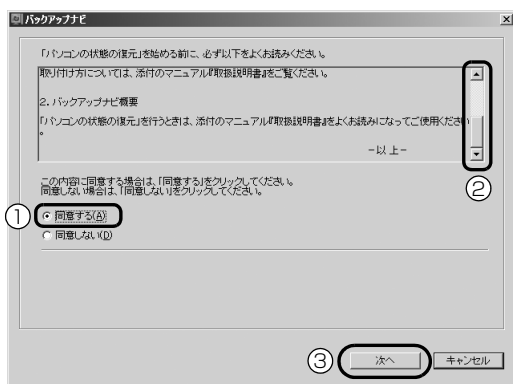 バックアップナビ
「パソコンの状態の復元」を始める前に、必ず以下をよくお読みください。
取り付け方については、添付のマニュアル『取扱説明書』をご覧ください。
2. バックアップナビ概要
「パソコンの状態の復元」を行うときは、添付のマニュアル『取扱説明書』をよくお読みになってご使用ください
。
－以上－
②
この内容に同意する場合は、「同意する」をクリックしてください。
同意しない場合は、「同意しない」をクリックしてください。
① 同意する(A)
同意しない(D)
③ 次へ キャンセル